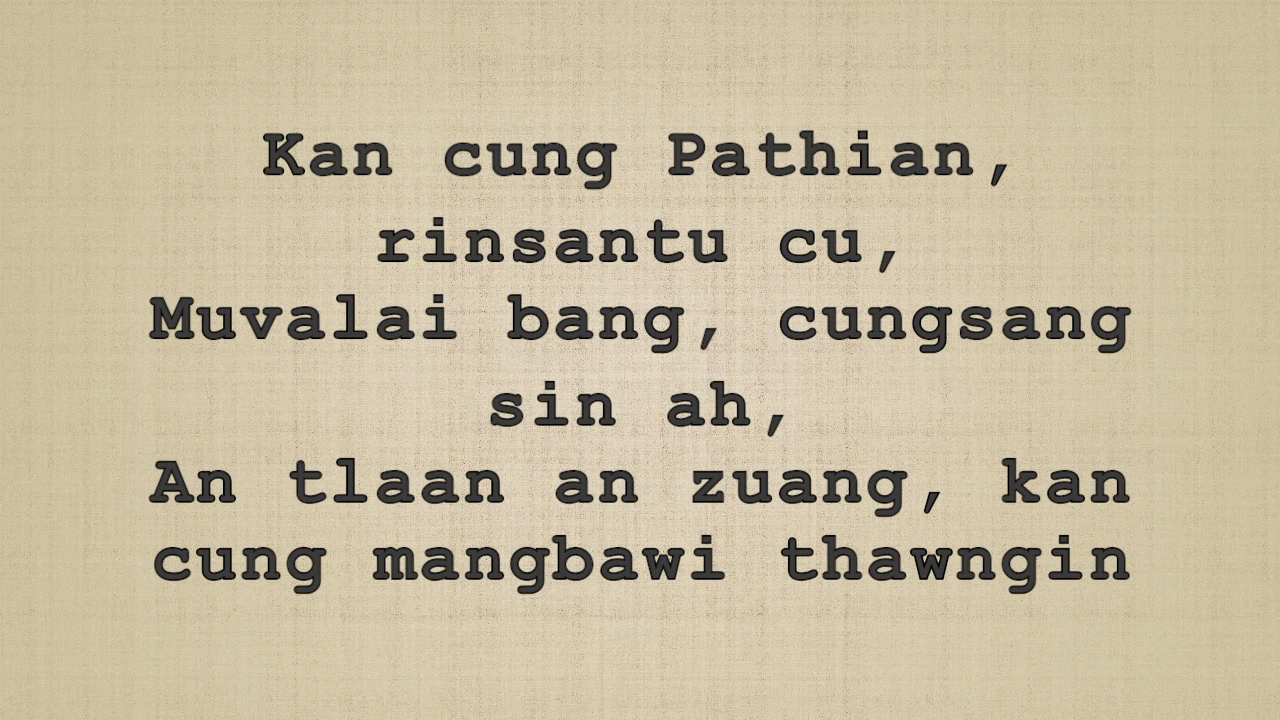 Kan cung Pathian,
rinsantu cu,
Muvalai bang, cungsang
sin ah,
An tlaan an zuang, kan
cung mangbawi thawngin